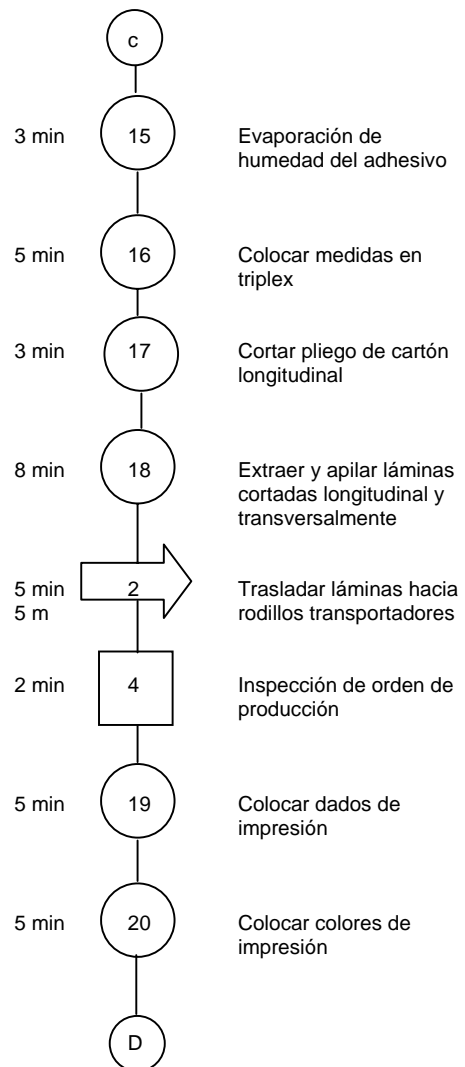 c
3 min 15 Evaporación de
humedad del adhesivo
5 min 16 Colocar medidas en
triplex
3 min 17 Cortar pliego de cartón
longitudinal
8 min 18 Extraer y apilar láminas
cortadas longitudinal y
transversalmente
5 min 2 Trasladar láminas hacia
5 m rodillos transportadores
2 min 4 Inspección de orden de
producción
5 min 19 Colocar dados de
impresión
5 min 20 Colocar colores de
impresión
D